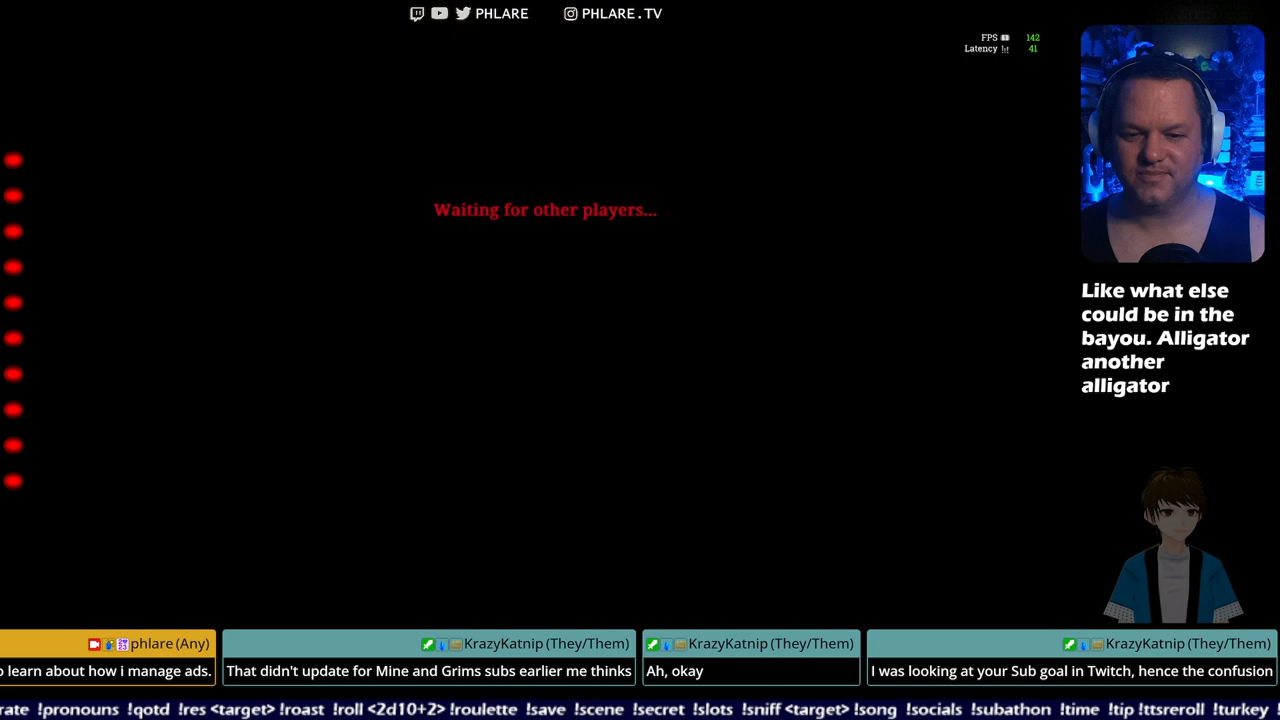 PHLARE PHLARE.TV
FPS 142
Latency 41
Waiting for other players...
Like what else
could be in the
bayou. Alligator
another
alligator
phlare (Any)
learn about how i manage ads.
KrazyKatnip (They/Them)
That didn't update for Mine and Grims subs earlier me thinks
KrazyKatnip (They/Them)
Ah, okay
KrazyKatnip (They/Them)
I was looking at your Sub goal in Twitch, hence the confusion
!pronouns !qotd !res <target> !roast !roll <2d10+2> !roulette !save !scene !secret !slots !sniff <target> !song !socials !subathon !time !tip !ttsreroll !turkey